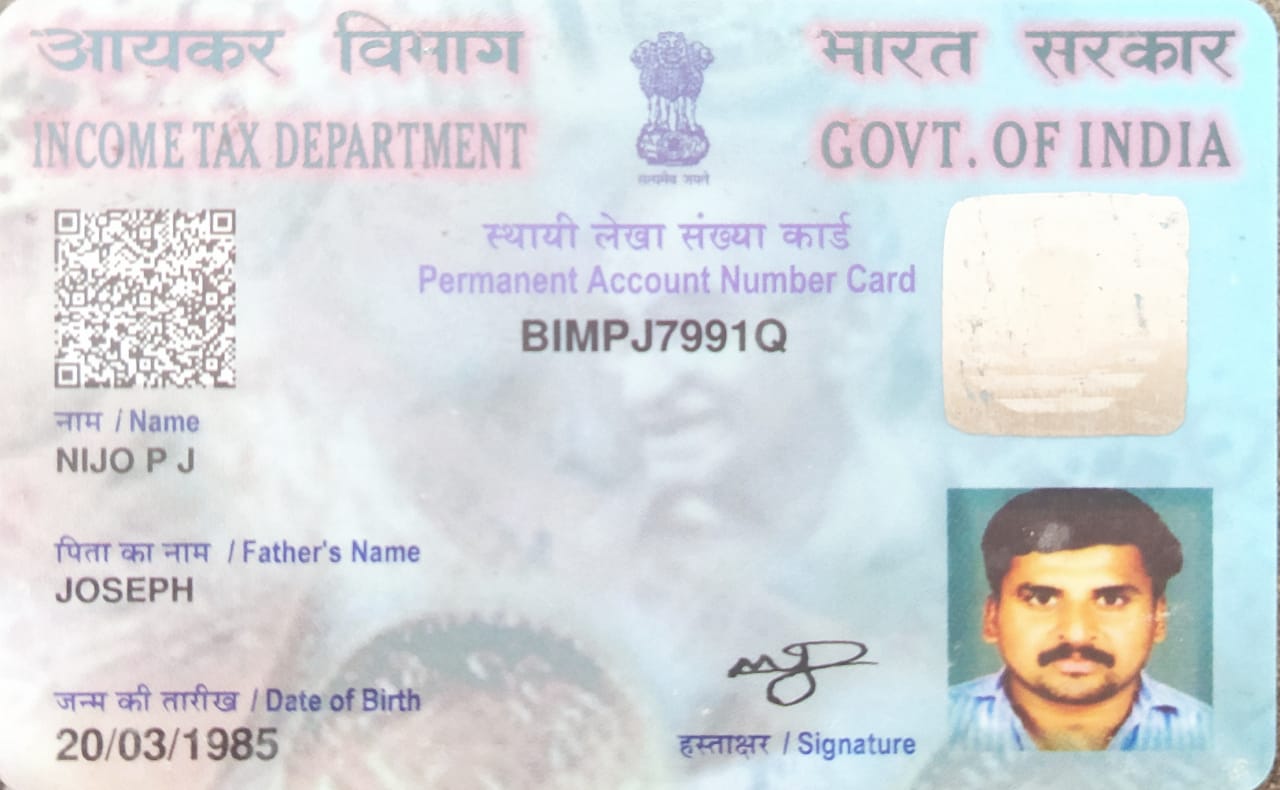 आयकर विभाग
INCOME TAX DEPARTMENT
सत्यमेव जयते
भारत सरकार
GOVT. OF INDIA
स्थायी लेखा संख्या कार्ड
Permanent Account Number Card
BIMPJ7991Q
नाम / Name
NIJO P J
पिता का नाम / Father's Name
JOSEPH
जन्म की तारीख / Date of Birth
20/03/1985
हस्ताक्षर / Signature